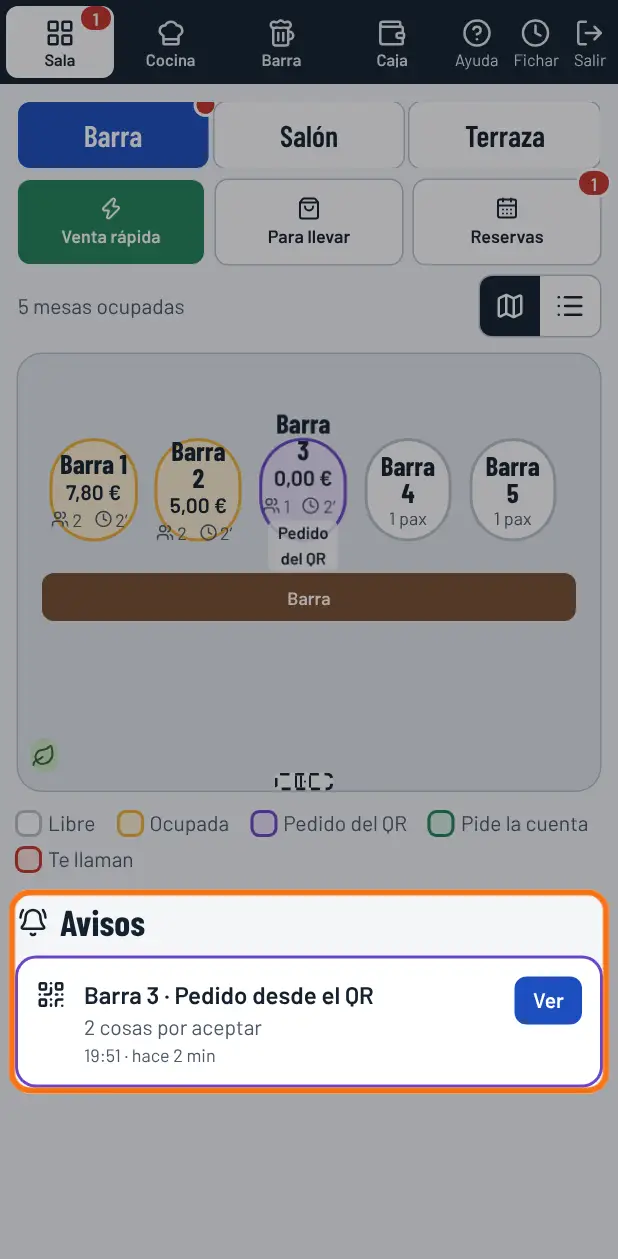 1
Sala
Cocina
Barra
Caja
Ayuda
Fichar
Salir
Barra
Salón
Terraza
Venta rápida
Para llevar
1
Reservas
5 mesas ocupadas
Barra 1
7,80 €
2 2'
Barra
2
5,00 €
2 2'
Barra
3
0,00 €
1 2'
Pedido
del QR
Barra
4
1 pax
Barra
5
1 pax
Barra
Libre
Ocupada
Pedido del QR
Pide la cuenta
Te llaman
Avisos
Barra 3 · Pedido desde el QR
2 cosas por aceptar
19:51 · hace 2 min
Ver